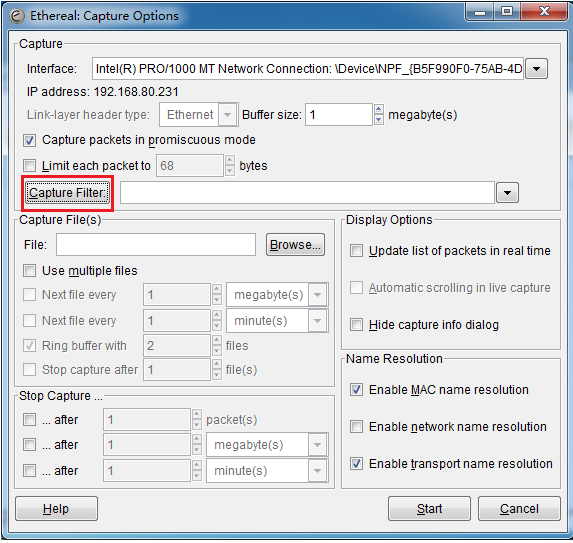 Ethereal: Capture Options
Capture
Interface: Intel(R) PRO/1000 MT Network Connection: \Device\NPF_{B5F990F0-75AB-4D
IP address: 192.168.80.231
Link-layer header type: Ethernet Buffer size: 1 megabyte(s)
Capture packets in promiscuous mode
Limit each packet to 68 bytes
Capture Filter:
Capture File(s)
File: Browse...
Use multiple files
Next file every 1 megabyte(s)
Next file every 1 minute(s)
Ring buffer with 2 files
Stop capture after 1 file(s)
Stop Capture ...
... after 1 packet(s)
... after 1 megabyte(s)
... after 1 minute(s)
Display Options
Update list of packets in real time
Automatic scrolling in live capture
Hide capture info dialog
Name Resolution
Enable MAC name resolution
Enable network name resolution
Enable transport name resolution
Help Start Cancel